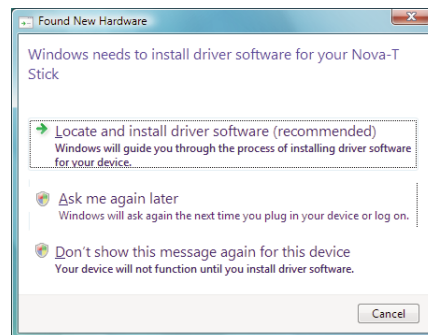 Found New Hardware
Windows needs to install driver software for your Nova-T
Stick
Locate and install driver software (recommended)
Windows will guide you through the process of installing driver software
for your device.
Ask me again later
Windows will ask again the next time you plug in your device or log on.
Don't show this message again for this device
Your device will not function until you install driver software.
Cancel